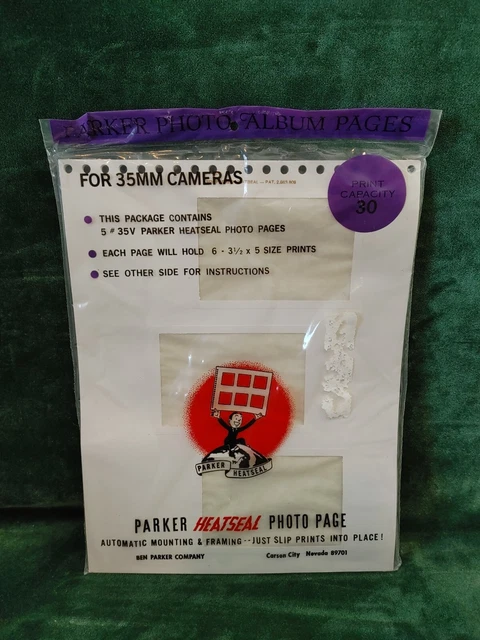 PARKER PHOTO ALBUM PAGES
FOR 35MM CAMERAS
PRINT
CAPACITY
30
THIS PACKAGE CONTAINS
5 # 35V PARKER HEATSEAL PHOTO PAGES
EACH PAGE WILL HOLD 6 - 3½ x 5 SIZE PRINTS
SEE OTHER SIDE FOR INSTRUCTIONS
PARKER HEATSEAL
PARKER HEATSEAL PHOTO PAGE
AUTOMATIC MOUNTING & FRAMING -- JUST SLIP PRINTS INTO PLACE!
BEN PARKER COMPANY Carson City Nevada 89701